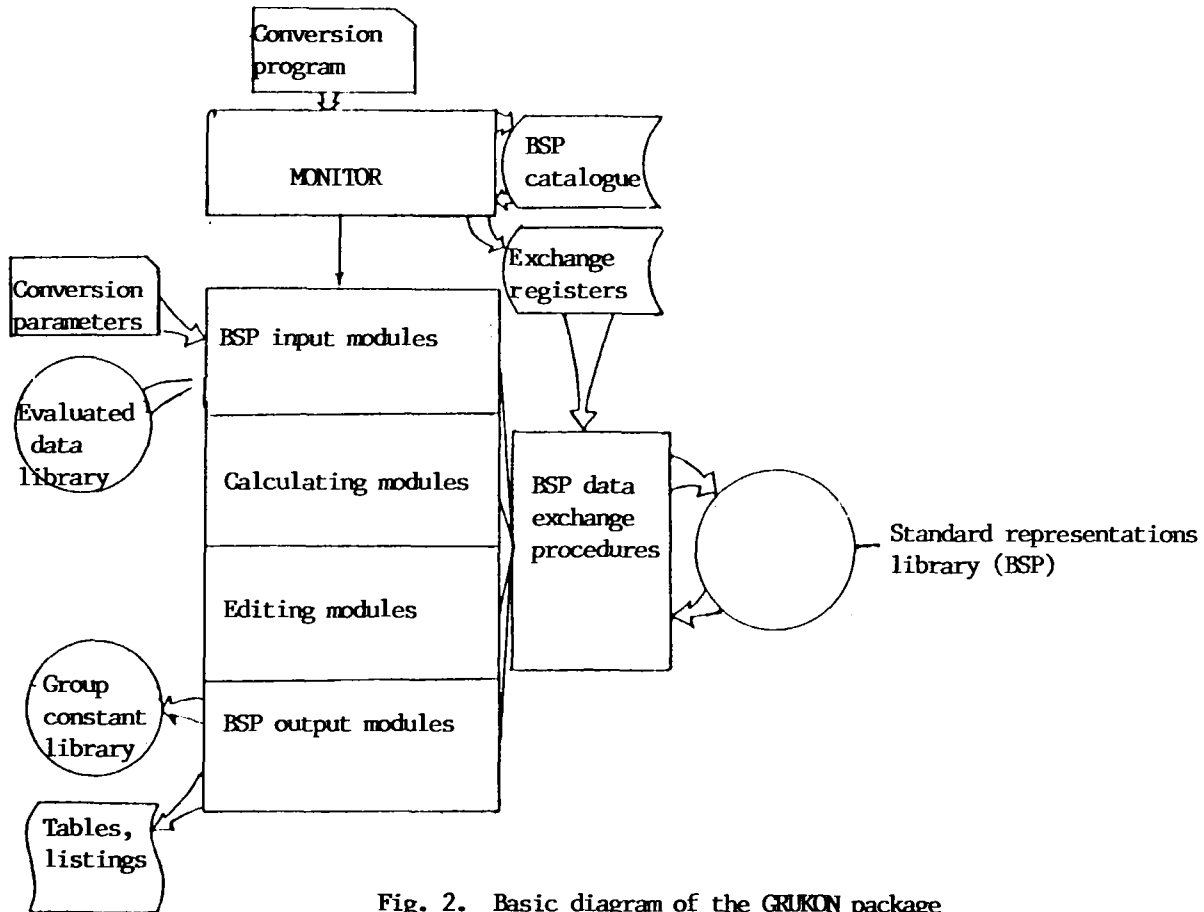 Conversion
program
MONITOR
BSP
catalogue
Exchange
registers
Conversion
parameters
BSP input modules
Evaluated
data
library
Calculating modules
BSP data
exchange
procedures
Standard representations
library (BSP)
Editing modules
Group
constant
library
BSP output modules
Tables,
listings
Fig. 2. Basic diagram of the GRUKON package